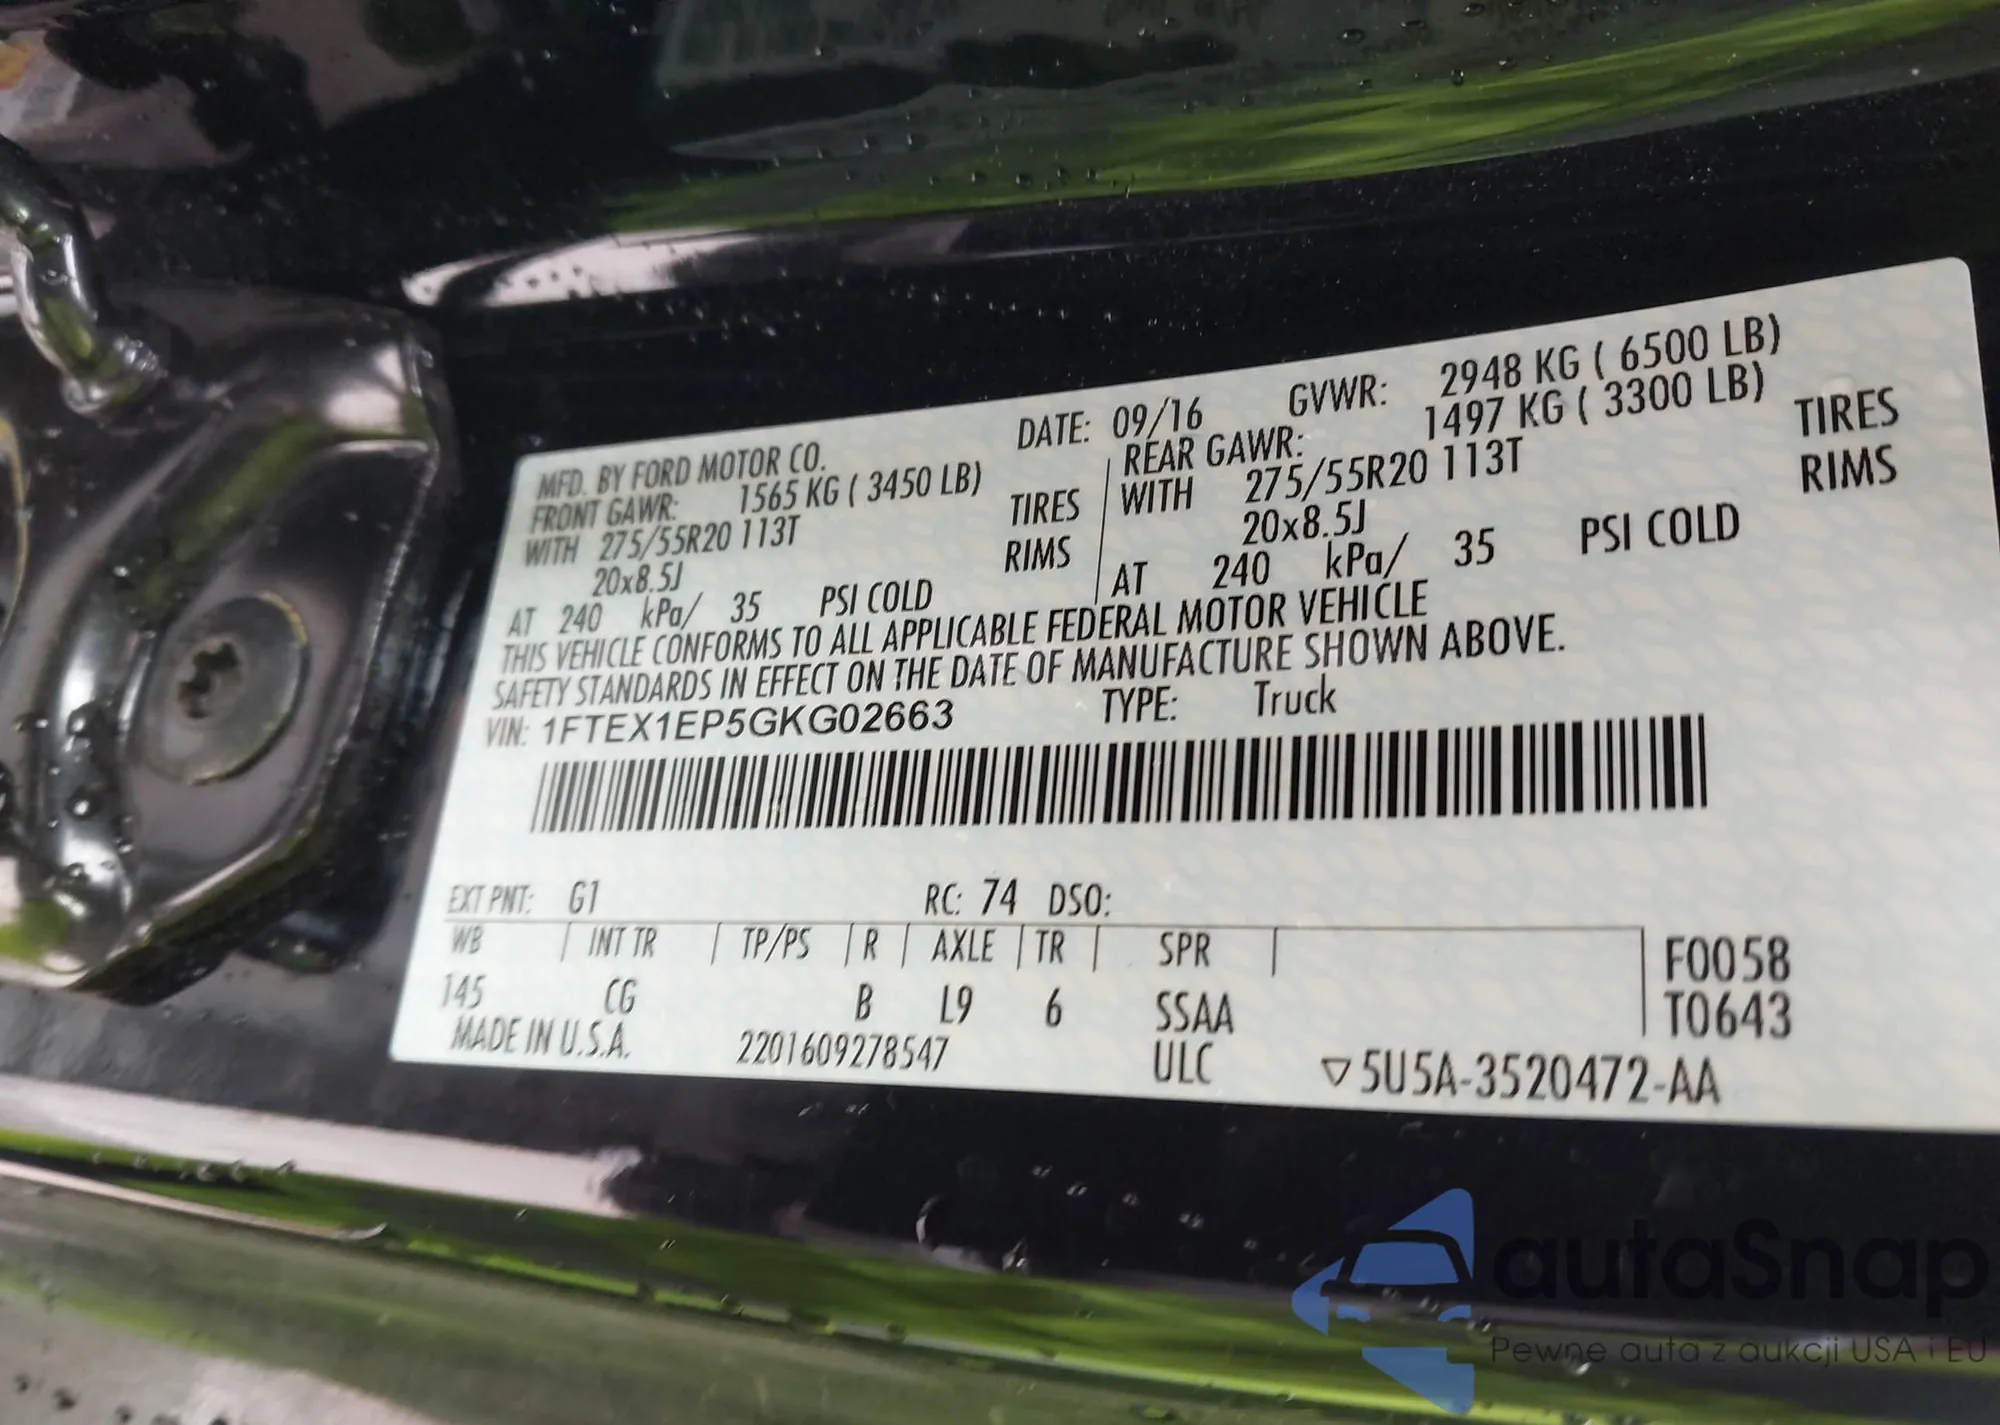 MFD. BY FORD MOTOR CO. DATE: 09/16 GVWR: 2948 KG ( 6500 LB)
FRONT GAWR: 1565 KG ( 3450 LB) REAR GAWR: 1497 KG ( 3300 LB)
WITH 275/55R20 113T TIRES WITH 275/55R20 113T TIRES
20x8.5J RIMS 20x8.5J RIMS
AT 240 kPa/ 35 PSI COLD AT 240 kPa/ 35 PSI COLD
THIS VEHICLE CONFORMS TO ALL APPLICABLE FEDERAL MOTOR VEHICLE
SAFETY STANDARDS IN EFFECT ON THE DATE OF MANUFACTURE SHOWN ABOVE.
VIN: 1FTEX1EP5GKG02663 TYPE: Truck
EXT PNT: G1 RC: 74 DSO:
WB INT TR TP/PS R AXLE TR SPR F0058
145 CG B L9 6 SSAA T0643
MADE IN U.S.A. 2201609278547 ULC ▽5U5A-3520472-AA
autaSnap
Pewne auta z aukcji USA i EU